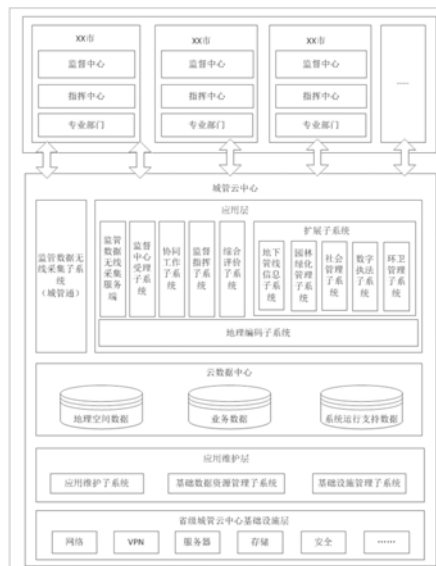 XX市
监督中心
指挥中心
专业部门
XX市
监督中心
指挥中心
专业部门
XX市
监督中心
指挥中心
专业部门
......
城管云中心
监管数据无
线采集子系
统
（城管通）
应用层
监管
数据
无线
采集
服务
端
监督
中心
受理
子系
统
协同
工作
子系
统
监督
指挥
子系
统
综合
评价
子系
统
扩展子系统
地下
管线
信息
子系
统
园林
绿化
管理
子系
统
社会
管理
子系
统
数字
执法
子系
统
环卫
管理
子系
统
地理编码子系统
云数据中心
地理空间数据
业务数据
系统运行支持数据
应用维护层
应用维护子系统
基础数据资源管理子系统
基础设施管理子系统
省级城管云中心基础设施层
网络
VPN
服务器
存储
安全
……